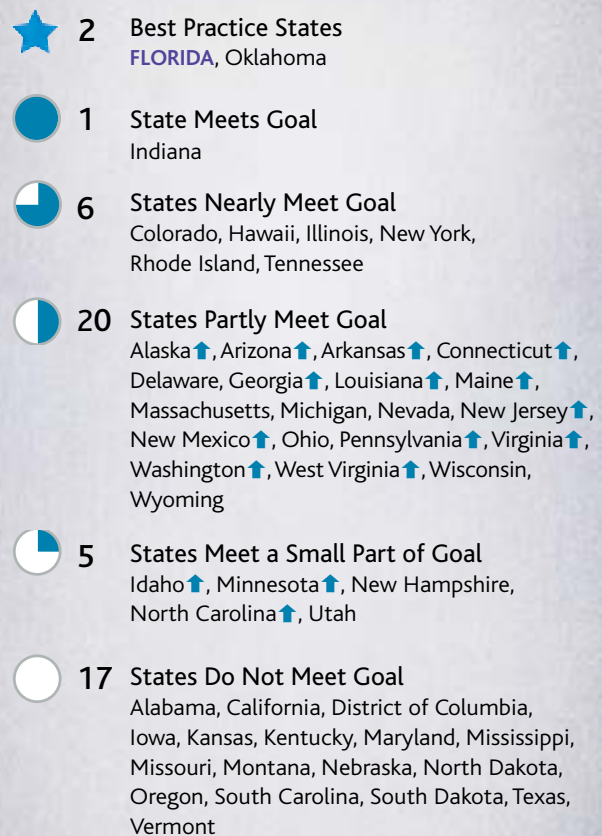 2 Best Practice States
FLORIDA, Oklahoma
1 State Meets Goal
Indiana
6 States Nearly Meet Goal
Colorado, Hawaii, Illinois, New York,
Rhode Island, Tennessee
20 States Partly Meet Goal
Alaska⬆, Arizona⬆, Arkansas⬆, Connecticut⬆,
Delaware, Georgia⬆, Louisiana⬆, Maine⬆,
Massachusetts, Michigan, Nevada, New Jersey⬆,
New Mexico⬆, Ohio, Pennsylvania⬆, Virginia⬆,
Washington⬆, West Virginia⬆, Wisconsin,
Wyoming
5 States Meet a Small Part of Goal
Idaho⬆, Minnesota⬆, New Hampshire,
North Carolina⬆, Utah
17 States Do Not Meet Goal
Alabama, California, District of Columbia,
Iowa, Kansas, Kentucky, Maryland, Mississippi,
Missouri, Montana, Nebraska, North Dakota,
Oregon, South Carolina, South Dakota, Texas,
Vermont